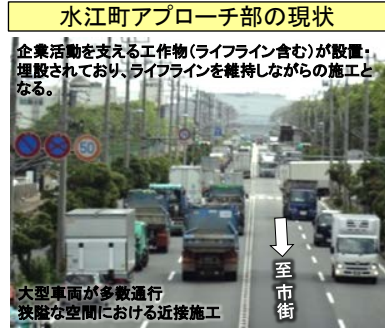 水江町アプローチ部の現状
企業活動を支える工作物（ライフライン含む）が設置・
埋設されており、ライフラインを維持しながらの施工と
なる。
50
至市街
大型車両が多数通行
狭隘な空間における近接施工